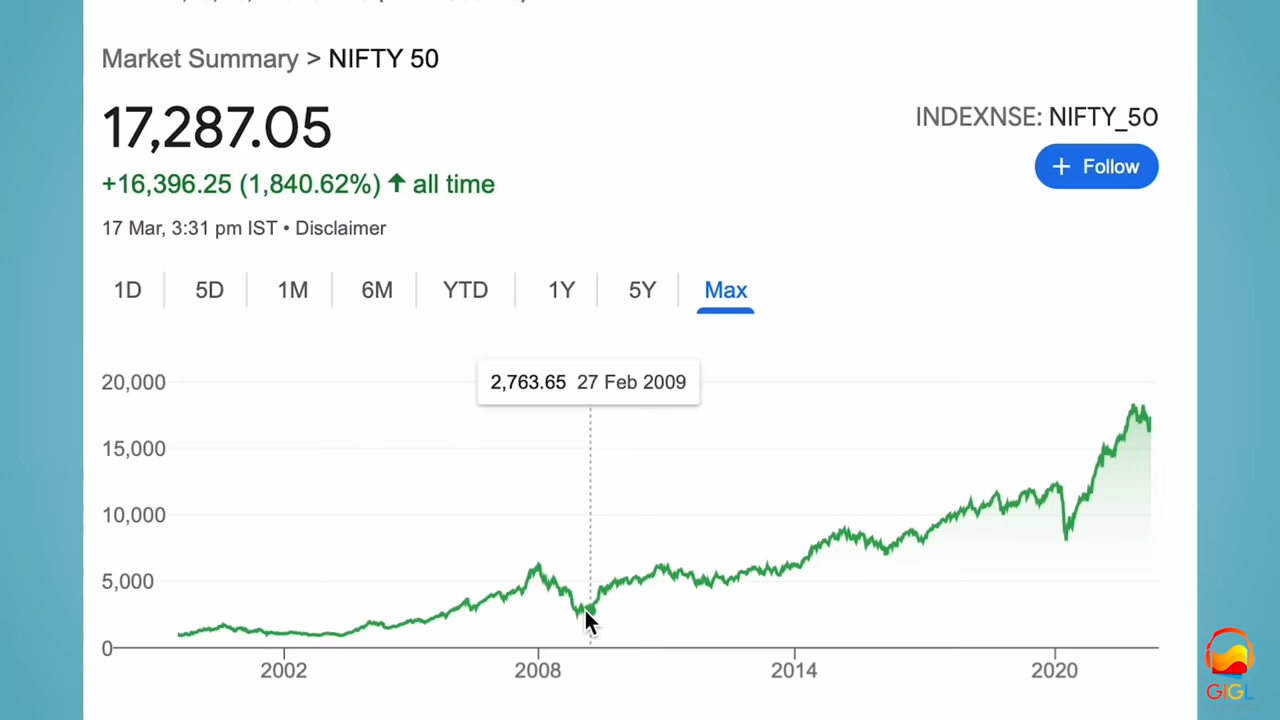 Market Summary > NIFTY 50
17,287.05
INDEXNSE: NIFTY_50
+ Follow
+16,396.25 (1,840.62%) ↑ all time
17 Mar, 3:31 pm IST • Disclaimer
1D 5D 1M 6M YTD 1Y 5Y Max
2,763.65 27 Feb 2009
20,000
15,000
10,000
5,000
0
2002 2008 2014 2020
GIGL